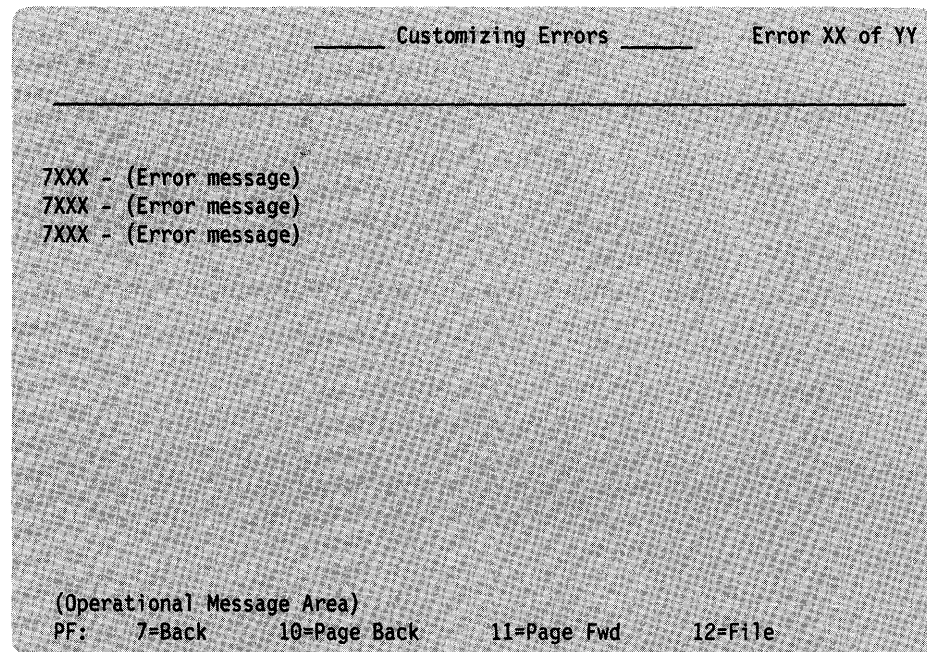 _____ Customizing Errors _____ Error XX of YY
7XXX - (Error message)
7XXX - (Error message)
7XXX - (Error message)
(Operational Message Area)
PF: 7=Back 10=Page Back 11=Page Fwd 12=File